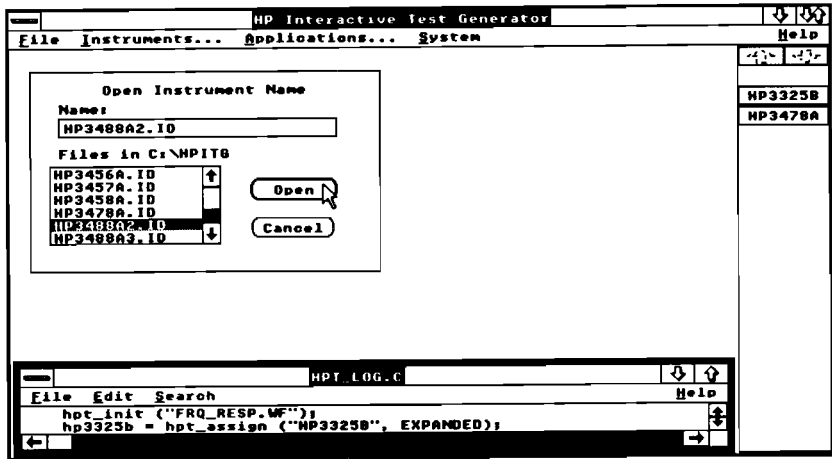 HP Interactive Test Generator
File Instruments... Applications... System Help
HP3325B
HP3478A
Open Instrument Name
Name:
HP3488A2.ID
Files in C:\HPITG
HP3456A.ID
HP3457A.ID
HP3458A.ID
HP3478A.ID
HP3488A2.ID
HP3488A3.ID
Open
Cancel
HPT_LOG.C
File Edit Search Help
hpt_init ("FRQ_RESP.WF");
hp3325b = hpt_assign ("HP3325B", EXPANDED);